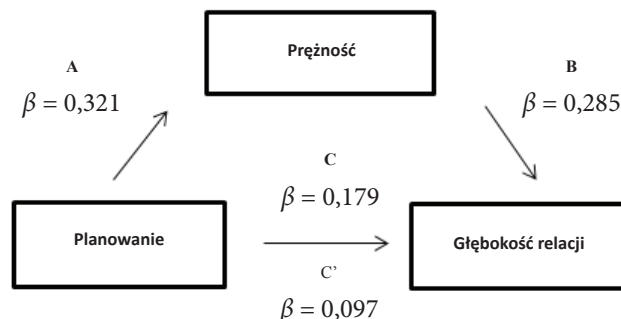 Prężność
A
β = 0,321
B
β = 0,285
C
β = 0,179
Planowanie
Głębokość relacji
C’
β = 0,097